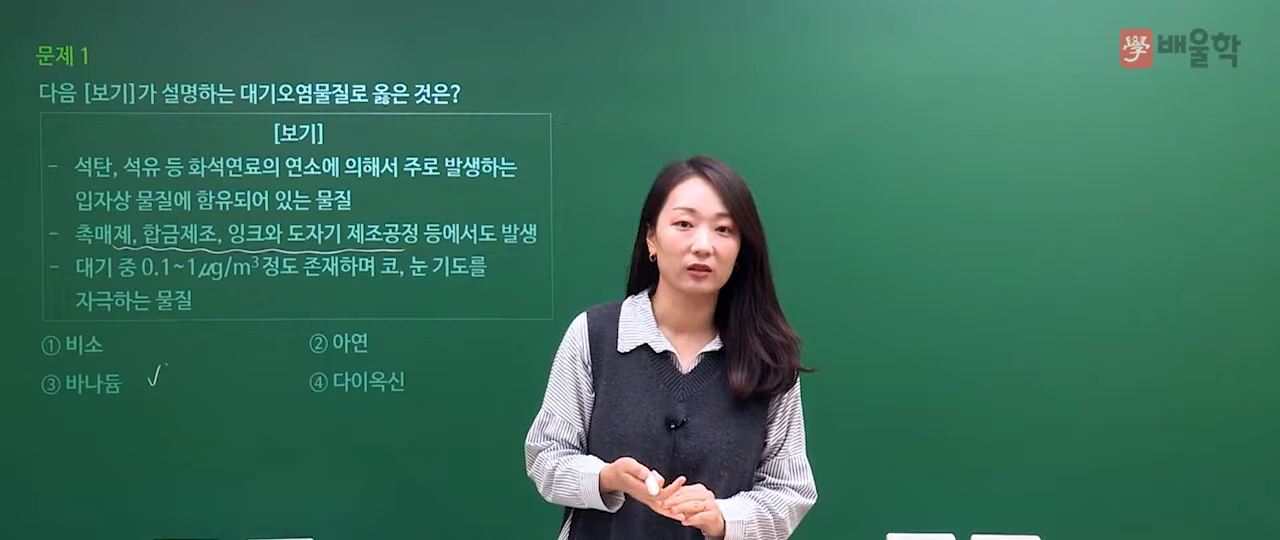 문제 1
學 배울학
다음 [보기]가 설명하는 대기오염물질로 옳은 것은?
[보기]
- 석탄, 석유 등 화석연료의 연소에 의해서 주로 발생하는
입자상 물질에 함유되어 있는 물질
- 촉매제, 합금제조, 잉크와 도자기 제조공정 등에서도 발생
- 대기 중 0.1~1㎍/m³ 정도 존재하며 코, 눈 기도를
자극하는 물질
① 비소 ② 아연
③ 바나듐 ④ 다이옥신